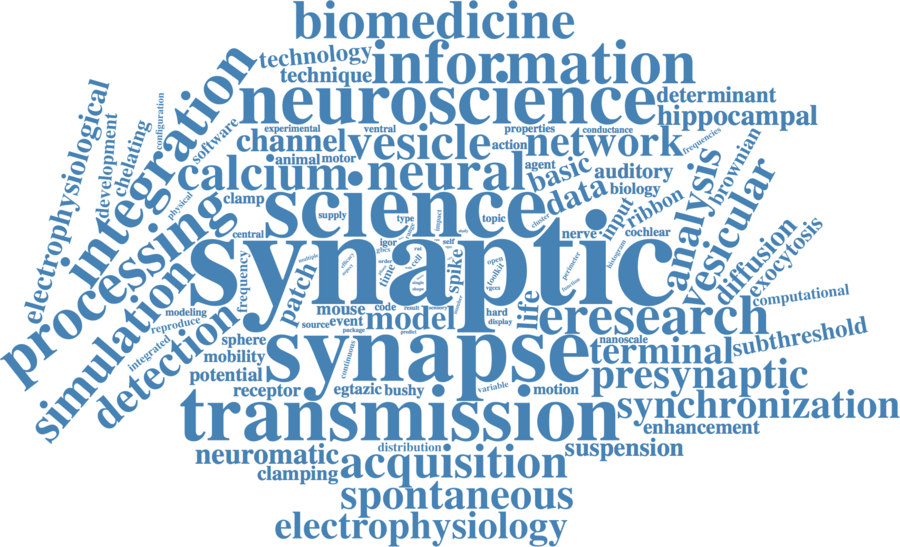 biomedicine
technology
technique
information
neuroscience
determinant
hippocampal
electrophysiological
development
chelating
configuration
integration
software
experimental
ventral
properties
conductance
frequencies
channel
vesicle
action
network
animal
motor
agent
basic
auditory
analysis
brownian
calcium
neural
data
biology
physical
processing
clamp
science
supply
type
impact
topic
cluster
input
ribbon
vesicular
central
synaptic
nerve
cochlear
histogram
diffusion
exocytosis
frequency
patch
multiple
igor
self
order
time
cell
spike
open
toolkit
perimeter
function
simulation
modeling
reproduce
integrated
detection
mouse
code
result
source
event
package
model
predict
hard
display
life
eresearch
computational
sphere
mobility
continuous
synapse
nanoscale
terminal
subthreshold
potential
receptor
egtazic
bushy
variable
motion
presynaptic
transmission
synchronization
enhancement
neuromatic
distribution
suspension
clamping
acquisition
spontaneous
electrophysiology